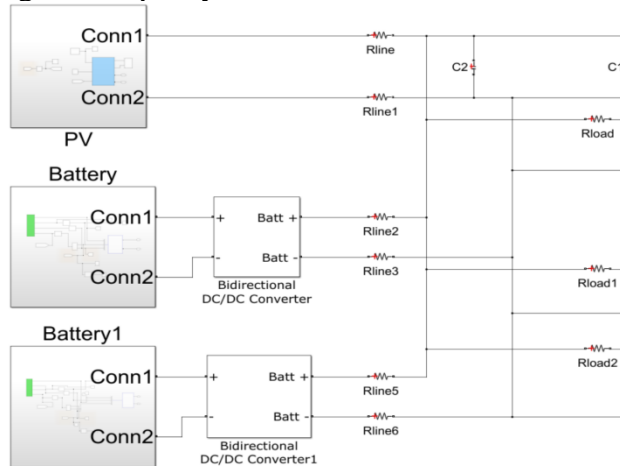 Conn1
Rline
C2
Conn2
Rline1
Rload
PV
Battery
Conn1
+
Batt +
Rline2
Conn2
-
Batt -
Rline3
Bidirectional
DC/DC Converter
Rload1
Battery1
Conn1
+
Batt +
Rline5
Rload2
Conn2
-
Batt -
Rline6
Bidirectional
DC/DC Converter1